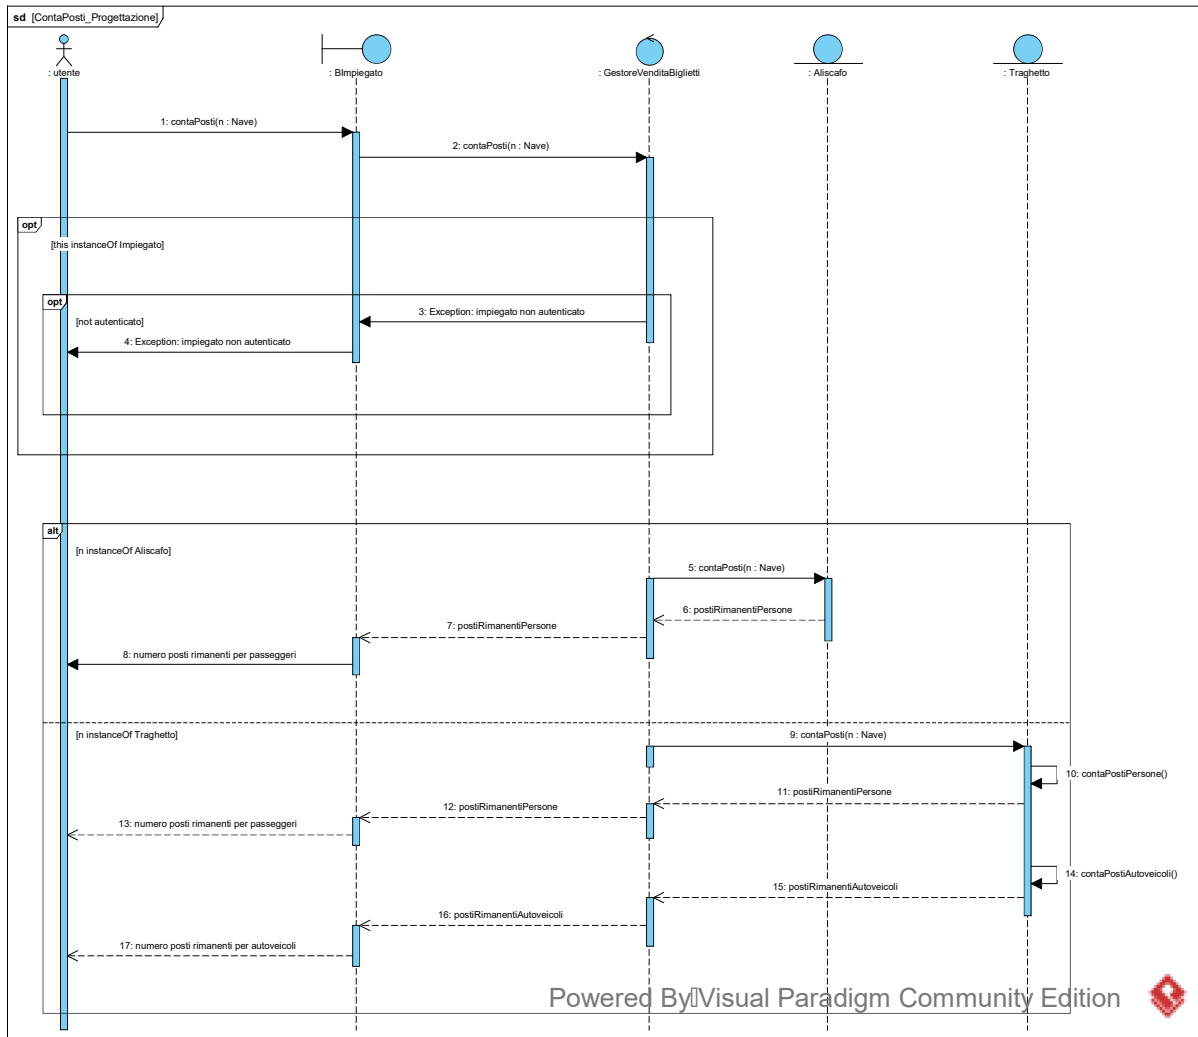 sd [ContaPosti_Progettazione]
: utente
: BImpiegato
: GestoreVenditaBiglietti
: Aliscafo
: Traghetto
1: contaPosti(n : Nave)
2: contaPosti(n : Nave)
opt
[this instanceOf Impiegato]
opt
[not autenticato]
3: Exception: impiegato non autenticato
4: Exception: impiegato non autenticato
alt
[n instanceOf Aliscafo]
5: contaPosti(n : Nave)
6: postiRimanentiPersone
7: postiRimanentiPersone
8: numero posti rimanenti per passeggeri
[n instanceOf Traghetto]
9: contaPosti(n : Nave)
10: contaPostiPersone()
11: postiRimanentiPersone
12: postiRimanentiPersone
13: numero posti rimanenti per passeggeri
14: contaPostiAutoveicoli()
15: postiRimanentiAutoveicoli
16: postiRimanentiAutoveicoli
17: numero posti rimanenti per autoveicoli
Powered By Visual Paradigm Community Edition